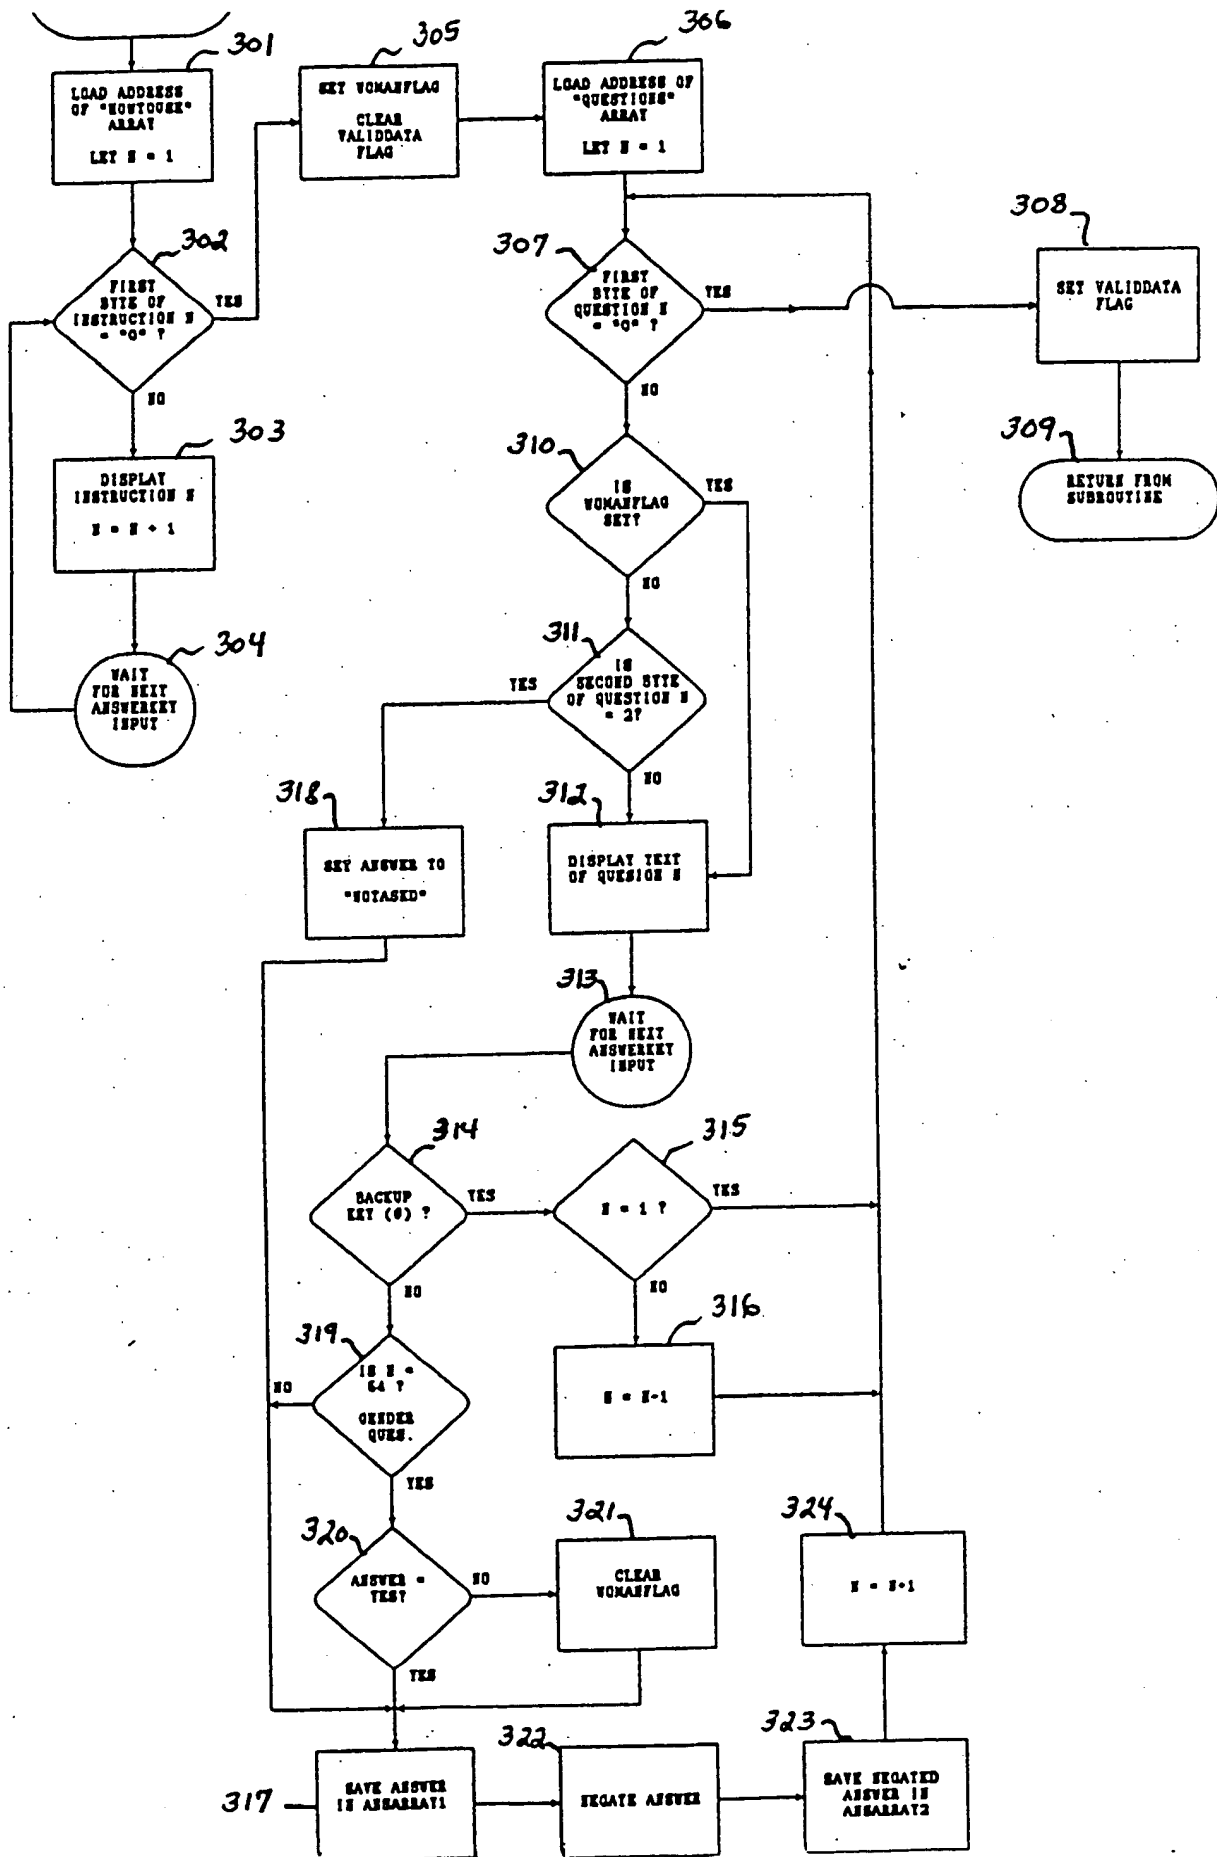 301
LOAD ADDRESS
OF "HOWTOUSE"
ARRAY
LET N = 1
305
SET WOMANFLAG
CLEAR
VALIDDATA
FLAG
306
LOAD ADDRESS OF
"QUESTIONS"
ARRAY
LET N = 1
302
FIRST
BYTE OF
INSTRUCTION N
= "0" ?
YES
NO
307
FIRST
BYTE OF
QUESTION N
= "0" ?
YES
NO
308
SET VALIDDATA
FLAG
309
RETURN FROM
SUBROUTINE
303
DISPLAY
INSTRUCTION N
N = N + 1
304
WAIT
FOR NEXT
ANSWERKEY
INPUT
310
IS
WOMANFLAG
SET?
YES
NO
311
IS
SECOND BYTE
OF QUESTION N
= 2?
YES
NO
318
SET ANSWER TO
"NOTASKED"
312
DISPLAY TEXT
OF QUESION N
313
WAIT
FOR NEXT
ANSWERKEY
INPUT
314
BACKUP
KEY (6) ?
YES
NO
315
N = 1 ?
YES
NO
316
N = N-1
319
IS N =
64 ?
GENDER
QUES.
NO
YES
320
ANSWER =
YES?
NO
YES
321
CLEAR
WOMANFLAG
324
N = N+1
317
SAVE ANSWER
IN ANSARRAY1
322
NEGATE ANSWER
323
SAVE NEGATED
ANSWER IN
ANSARRAY2